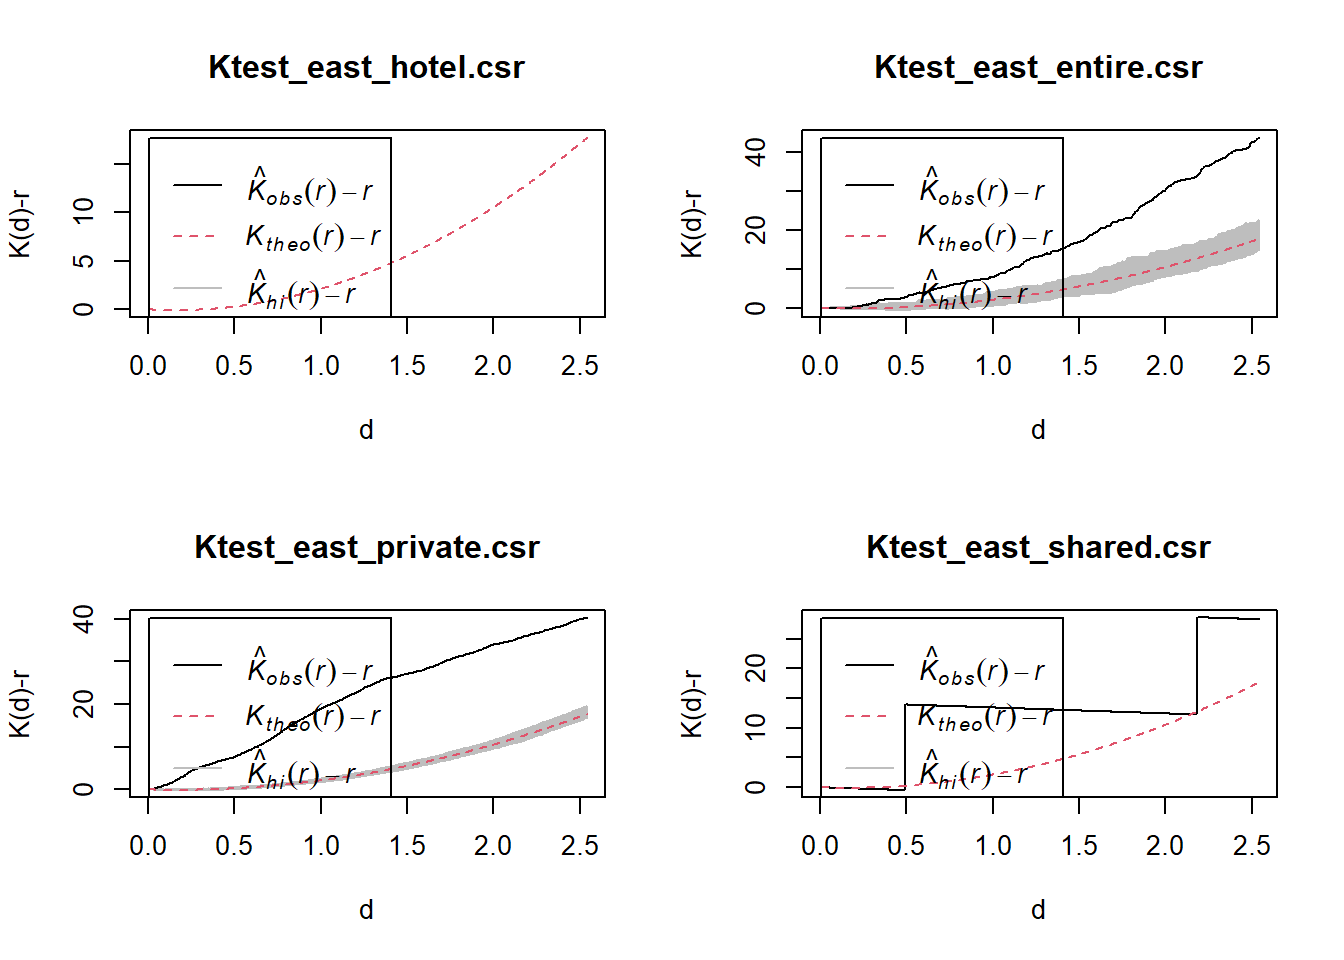 Ktest_east_hotel.csr
K(d)-r
10
5
0
K̂obs(r) − r
Ktheo(r) − r
K̂hi(r) − r
0.0 0.5 1.0 1.5 2.0 2.5
d
Ktest_east_entire.csr
K(d)-r
40
20
0
K̂obs(r) − r
Ktheo(r) − r
K̂hi(r) − r
0.0 0.5 1.0 1.5 2.0 2.5
d
Ktest_east_private.csr
K(d)-r
40
20
0
K̂obs(r) − r
Ktheo(r) − r
K̂hi(r) − r
0.0 0.5 1.0 1.5 2.0 2.5
d
Ktest_east_shared.csr
K(d)-r
20
10
0
K̂obs(r) − r
Ktheo(r) − r
K̂hi(r) − r
0.0 0.5 1.0 1.5 2.0 2.5
d